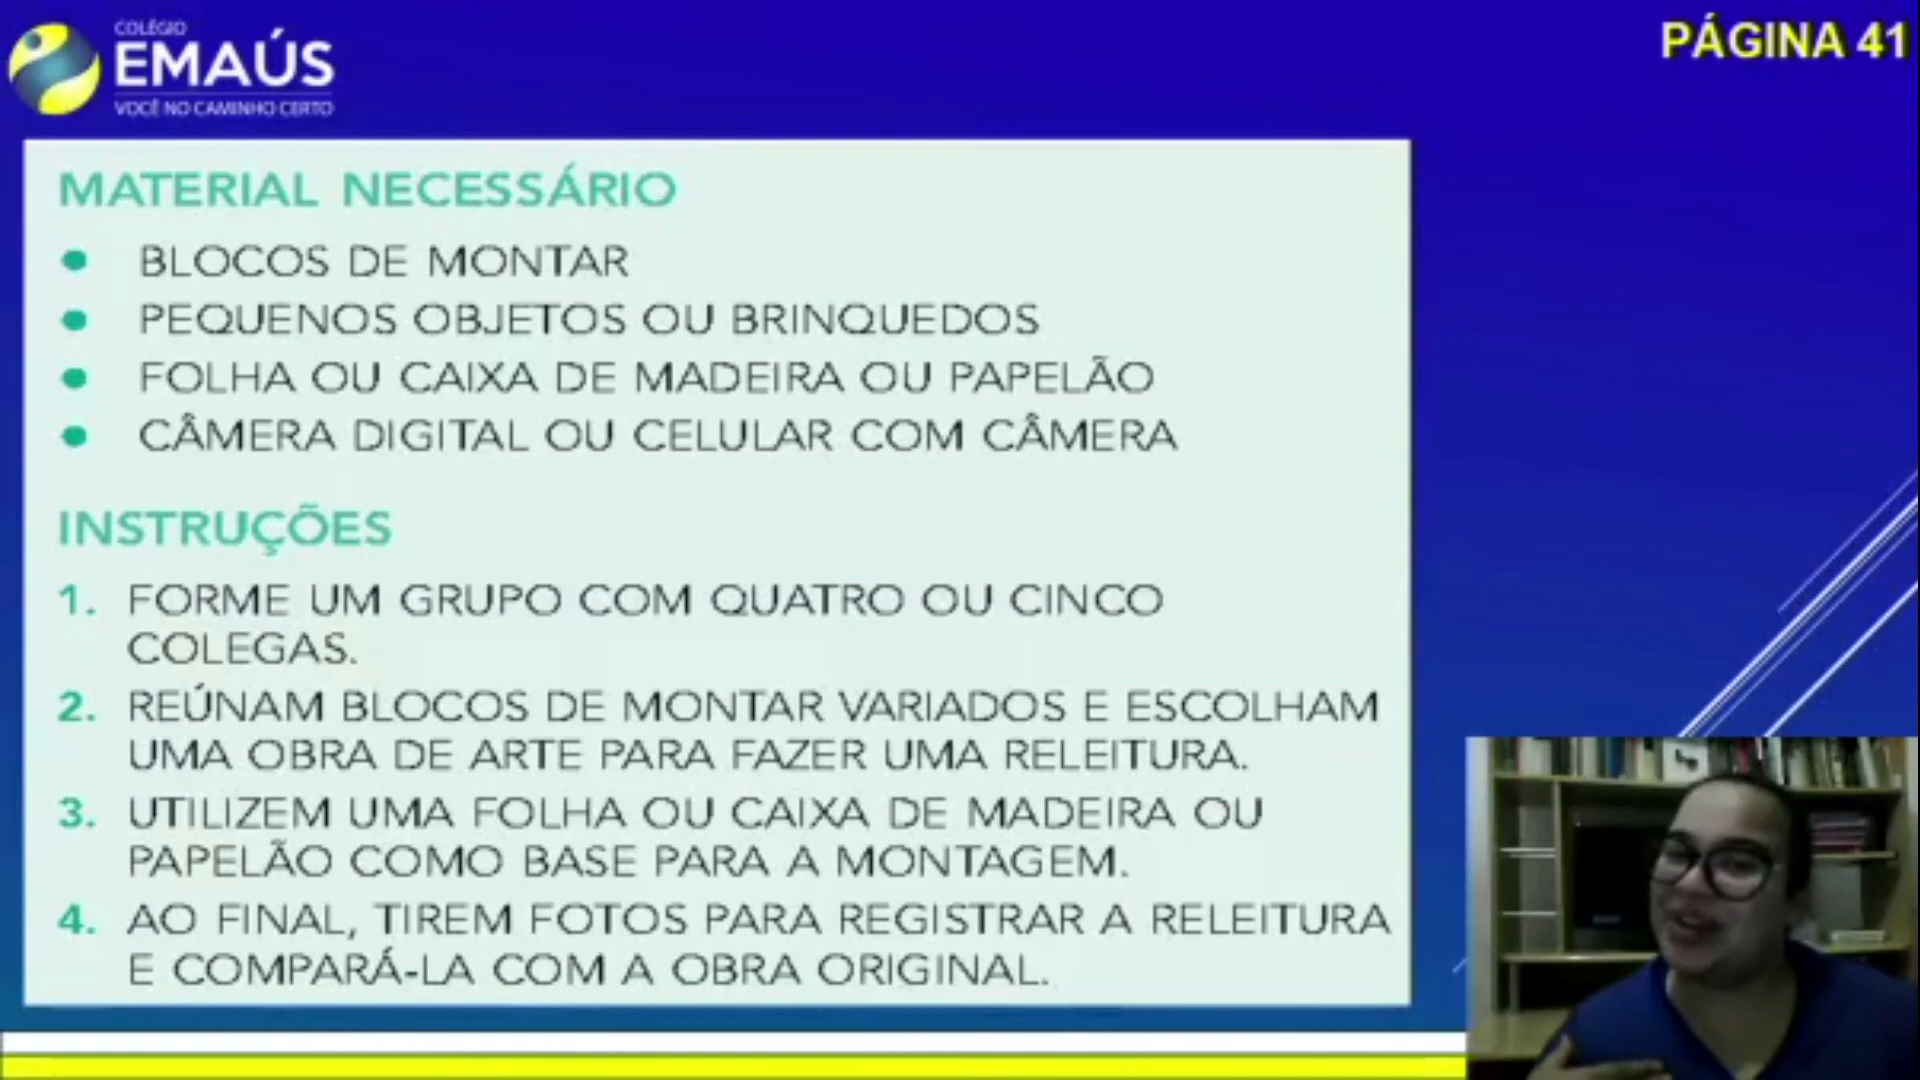 COLÉGIO
EMAÚS
VOCÊ NO CAMINHO CERTO
PÁGINA 41
MATERIAL NECESSÁRIO
● BLOCOS DE MONTAR
● PEQUENOS OBJETOS OU BRINQUEDOS
● FOLHA OU CAIXA DE MADEIRA OU PAPELÃO
● CÂMERA DIGITAL OU CELULAR COM CÂMERA
INSTRUÇÕES
1. FORME UM GRUPO COM QUATRO OU CINCO
COLEGAS.
2. REÚNAM BLOCOS DE MONTAR VARIADOS E ESCOLHAM
UMA OBRA DE ARTE PARA FAZER UMA RELEITURA.
3. UTILIZEM UMA FOLHA OU CAIXA DE MADEIRA OU
PAPELÃO COMO BASE PARA A MONTAGEM.
4. AO FINAL, TIREM FOTOS PARA REGISTRAR A RELEITURA
E COMPARÁ-LA COM A OBRA ORIGINAL.